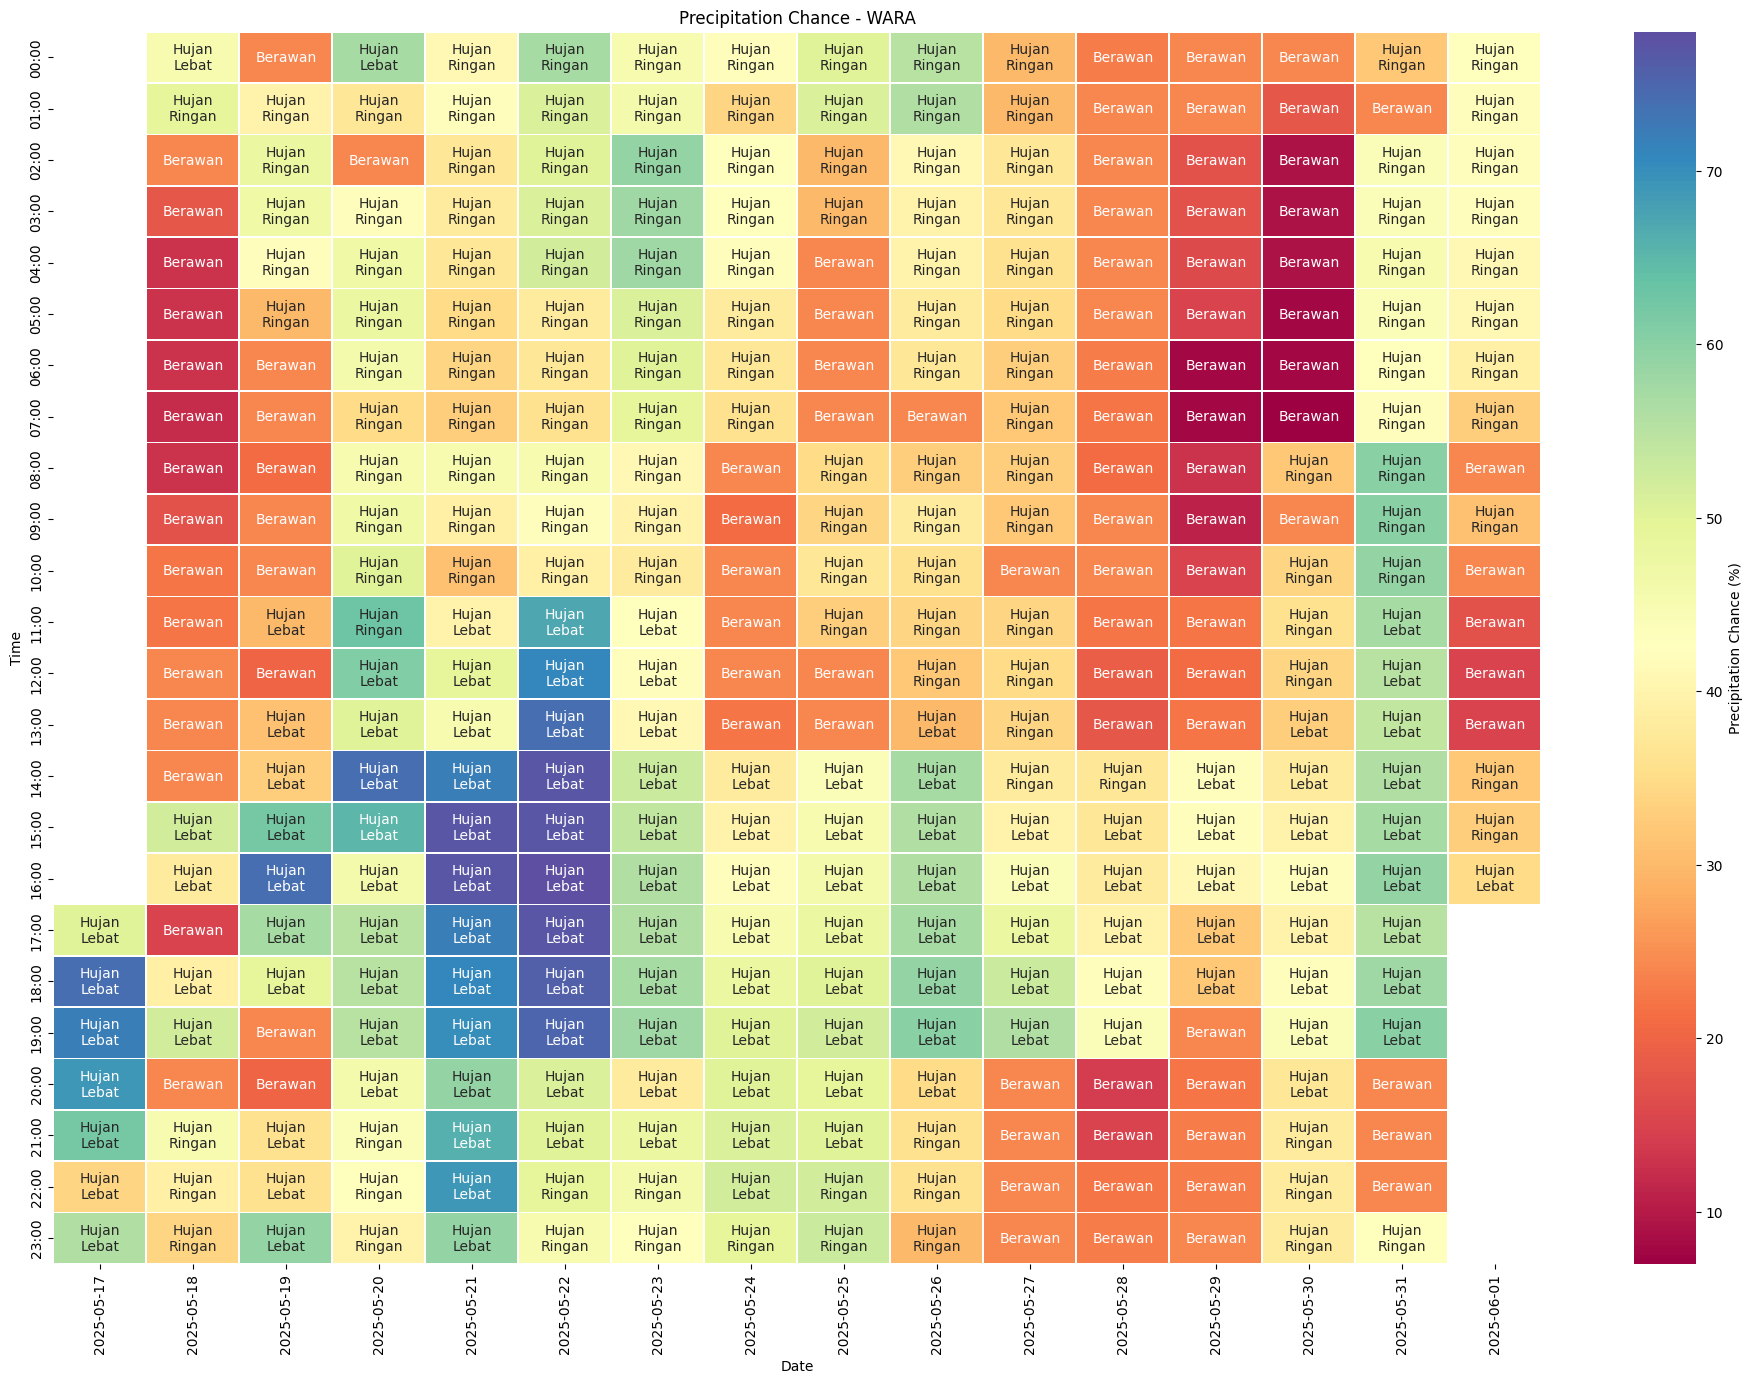 Precipitation Chance - WARA
00:00 Hujan Lebat Berawan Hujan Lebat Hujan Ringan Hujan Ringan Hujan Ringan Hujan Ringan Hujan Ringan Hujan Ringan Hujan Ringan Berawan Berawan Berawan Hujan Ringan Hujan Ringan
01:00 Hujan Ringan Hujan Ringan Hujan Ringan Hujan Ringan Hujan Ringan Hujan Ringan Hujan Ringan Hujan Ringan Hujan Ringan Hujan Ringan Berawan Berawan Berawan Berawan Hujan Ringan
02:00 Berawan Hujan Ringan Berawan Hujan Ringan Hujan Ringan Hujan Ringan Hujan Ringan Hujan Ringan Hujan Ringan Hujan Ringan Berawan Berawan Berawan Hujan Ringan Hujan Ringan
03:00 Berawan Hujan Ringan Hujan Ringan Hujan Ringan Hujan Ringan Hujan Ringan Hujan Ringan Hujan Ringan Hujan Ringan Hujan Ringan Berawan Berawan Berawan Hujan Ringan Hujan Ringan
04:00 Berawan Hujan Ringan Hujan Ringan Hujan Ringan Hujan Ringan Hujan Ringan Hujan Ringan Berawan Hujan Ringan Hujan Ringan Berawan Berawan Berawan Hujan Ringan Hujan Ringan
05:00 Berawan Hujan Ringan Hujan Ringan Hujan Ringan Hujan Ringan Hujan Ringan Hujan Ringan Berawan Hujan Ringan Hujan Ringan Berawan Berawan Berawan Hujan Ringan Hujan Ringan
06:00 Berawan Berawan Hujan Ringan Hujan Ringan Hujan Ringan Hujan Ringan Hujan Ringan Berawan Hujan Ringan Hujan Ringan Berawan Berawan Berawan Hujan Ringan Hujan Ringan
07:00 Berawan Berawan Hujan Ringan Hujan Ringan Hujan Ringan Hujan Ringan Hujan Ringan Berawan Berawan Hujan Ringan Berawan Berawan Berawan Hujan Ringan Hujan Ringan
08:00 Berawan Berawan Hujan Ringan Hujan Ringan Hujan Ringan Hujan Ringan Berawan Hujan Ringan Hujan Ringan Hujan Ringan Berawan Berawan Hujan Ringan Hujan Ringan Berawan
09:00 Berawan Berawan Hujan Ringan Hujan Ringan Hujan Ringan Hujan Ringan Berawan Hujan Ringan Hujan Ringan Hujan Ringan Berawan Berawan Berawan Hujan Ringan Hujan Ringan
10:00 Berawan Berawan Hujan Ringan Hujan Ringan Hujan Ringan Hujan Ringan Berawan Hujan Ringan Hujan Ringan Berawan Berawan Berawan Hujan Ringan Hujan Ringan Berawan
11:00 Berawan Hujan Lebat Hujan Ringan Hujan Lebat Hujan Lebat Hujan Lebat Berawan Hujan Ringan Hujan Ringan Hujan Ringan Berawan Berawan Hujan Ringan Hujan Lebat Berawan
12:00 Berawan Berawan Hujan Lebat Hujan Lebat Hujan Lebat Hujan Lebat Berawan Berawan Hujan Ringan Hujan Ringan Berawan Berawan Hujan Ringan Hujan Lebat Berawan
13:00 Berawan Hujan Lebat Hujan Lebat Hujan Lebat Hujan Lebat Hujan Lebat Berawan Berawan Hujan Lebat Hujan Ringan Berawan Berawan Hujan Lebat Hujan Lebat Berawan
14:00 Berawan Hujan Lebat Hujan Lebat Hujan Lebat Hujan Lebat Hujan Lebat Hujan Lebat Hujan Lebat Hujan Lebat Hujan Ringan Hujan Ringan Hujan Lebat Hujan Lebat Hujan Lebat Hujan Ringan
15:00 Hujan Lebat Hujan Lebat Hujan Lebat Hujan Lebat Hujan Lebat Hujan Lebat Hujan Lebat Hujan Lebat Hujan Lebat Hujan Lebat Hujan Lebat Hujan Lebat Hujan Lebat Hujan Lebat Hujan Ringan
16:00 Hujan Lebat Hujan Lebat Hujan Lebat Hujan Lebat Hujan Lebat Hujan Lebat Hujan Lebat Hujan Lebat Hujan Lebat Hujan Lebat Hujan Lebat Hujan Lebat Hujan Lebat Hujan Lebat Hujan Lebat
17:00 Hujan Lebat Berawan Hujan Lebat Hujan Lebat Hujan Lebat Hujan Lebat Hujan Lebat Hujan Lebat Hujan Lebat Hujan Lebat Hujan Lebat Hujan Lebat Hujan Lebat Hujan Lebat Hujan Lebat
18:00 Hujan Lebat Hujan Lebat Hujan Lebat Hujan Lebat Hujan Lebat Hujan Lebat Hujan Lebat Hujan Lebat Hujan Lebat Hujan Lebat Hujan Lebat Hujan Lebat Hujan Lebat Hujan Lebat Hujan Lebat
19:00 Hujan Lebat Hujan Lebat Berawan Hujan Lebat Hujan Lebat Hujan Lebat Hujan Lebat Hujan Lebat Hujan Lebat Hujan Lebat Hujan Lebat Hujan Lebat Berawan Hujan Lebat Hujan Lebat
20:00 Hujan Lebat Berawan Berawan Hujan Lebat Hujan Lebat Hujan Lebat Hujan Lebat Hujan Lebat Hujan Lebat Hujan Lebat Berawan Berawan Berawan Hujan Lebat Berawan
21:00 Hujan Lebat Hujan Ringan Hujan Lebat Hujan Ringan Hujan Lebat Hujan Lebat Hujan Lebat Hujan Lebat Hujan Lebat Hujan Ringan Berawan Berawan Berawan Hujan Ringan Berawan
22:00 Hujan Lebat Hujan Ringan Hujan Lebat Hujan Ringan Hujan Lebat Hujan Ringan Hujan Ringan Hujan Lebat Hujan Ringan Hujan Ringan Berawan Berawan Berawan Hujan Ringan Berawan
23:00 Hujan Lebat Hujan Ringan Hujan Lebat Hujan Ringan Hujan Lebat Hujan Ringan Hujan Ringan Hujan Ringan Hujan Ringan Hujan Ringan Berawan Berawan Berawan Hujan Ringan Hujan Ringan
Time
2025-05-17 2025-05-18 2025-05-19 2025-05-20 2025-05-21 2025-05-22 2025-05-23 2025-05-24 2025-05-25 2025-05-26 2025-05-27 2025-05-28 2025-05-29 2025-05-30 2025-05-31 2025-06-01
Date
70
60
50
40
30
20
10
Precipitation Chance (%)